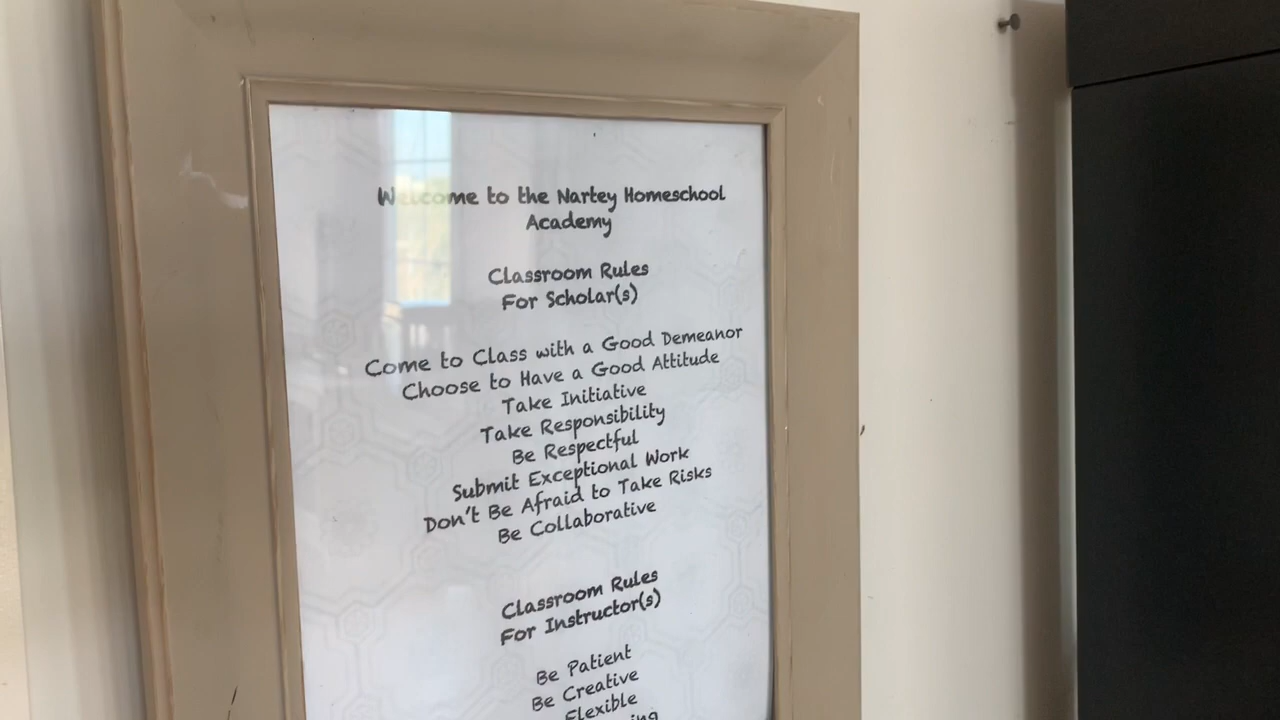 Welcome to the Nartey Homeschool
Academy
Classroom Rules
For Scholar(s)
Come to Class with a Good Demeanor
Choose to Have a Good Attitude
Take Initiative
Take Responsibility
Be Respectful
Submit Exceptional Work
Don't Be Afraid to Take Risks
Be Collaborative
Classroom Rules
For Instructor(s)
Be Patient
Be Creative
Flexible